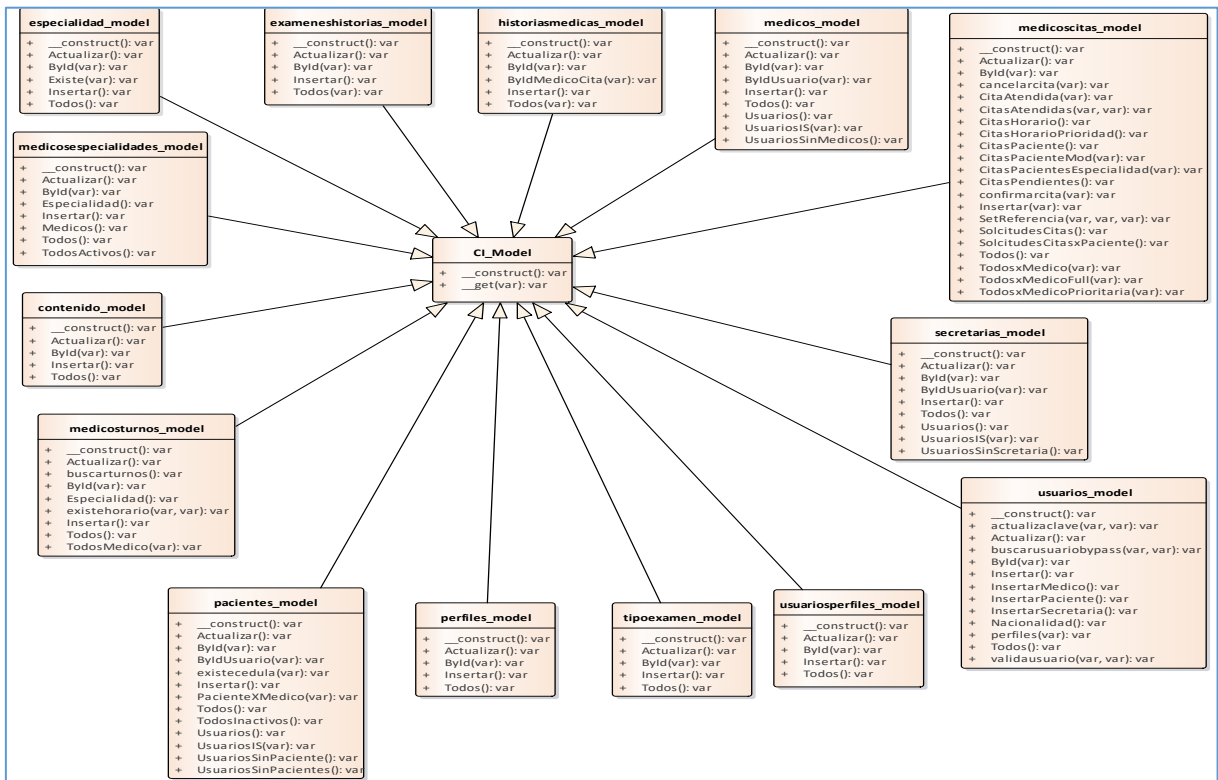 especialidad_model
+ __construct(): var
+ Actualizar(): var
+ ById(var): var
+ Existe(var): var
+ Insertar(): var
+ Todos(): var
exameneshistorias_model
+ __construct(): var
+ Actualizar(): var
+ ById(var): var
+ Insertar(): var
+ Todos(var): var
historiasmedicas_model
+ __construct(): var
+ Actualizar(): var
+ ById(var): var
+ ByIdMedicoCita(var): var
+ Insertar(): var
+ Todos(var): var
medicos_model
+ __construct(): var
+ Actualizar(): var
+ ById(var): var
+ ByIdUsuario(var): var
+ Insertar(): var
+ Todos(): var
+ Usuarios(): var
+ UsuariosIS(var): var
+ UsuariosSinMedicos(): var
medicoscitas_model
+ __construct(): var
+ Actualizar(): var
+ ById(var): var
+ cancelarcita(var): var
+ CitaAtendida(var): var
+ CitasAtendidas(var, var): var
+ CitasHorario(): var
+ CitasHorarioPrioridad(): var
+ CitasPaciente(): var
+ CitasPacienteMod(var): var
+ CitasPacientesEspecialidad(var): var
+ CitasPendientes(): var
+ confirmarcita(var): var
+ Insertar(var): var
+ SetReferencia(var, var, var): var
+ SolcitudesCitas(): var
+ SolcitudesCitasxPaciente(): var
+ Todos(): var
+ TodosxMedico(var): var
+ TodosxMedicoFull(var): var
+ TodosxMedicoPrioritaria(var): var
medicosespecialidades_model
+ __construct(): var
+ Actualizar(): var
+ ById(var): var
+ Especialidad(): var
+ Insertar(): var
+ Medicos(): var
+ Todos(): var
+ TodosActivos(): var
CI_Model
+ __construct(): var
+ __get(var): var
contenido_model
+ __construct(): var
+ Actualizar(): var
+ ById(var): var
+ Insertar(): var
+ Todos(): var
secretarias_model
+ __construct(): var
+ Actualizar(): var
+ ById(var): var
+ ByIdUsuario(var): var
+ Insertar(): var
+ Todos(): var
+ Usuarios(): var
+ UsuariosIS(var): var
+ UsuariosSinScretaria(): var
medicosturnos_model
+ __construct(): var
+ Actualizar(): var
+ buscarturnos(): var
+ ById(var): var
+ Especialidad(): var
+ existehorario(var, var): var
+ Insertar(): var
+ Todos(): var
+ TodosMedico(var): var
usuarios_model
+ __construct(): var
+ actualizaclave(var, var): var
+ Actualizar(): var
+ buscarusuariobypass(var, var): var
+ ById(var): var
+ Insertar(): var
+ InsertarMedico(): var
+ InsertarPaciente(): var
+ InsertarSecretaria(): var
+ Nacionalidad(): var
+ perfiles(var): var
+ Todos(): var
+ validausuario(var, var): var
pacientes_model
+ __construct(): var
+ Actualizar(): var
+ ById(var): var
+ ByIdUsuario(var): var
+ existecedula(var): var
+ Insertar(): var
+ PacienteXMedico(var): var
+ Todos(): var
+ TodosInactivos(): var
+ Usuarios(): var
+ UsuariosIS(var): var
+ UsuariosSinPaciente(): var
+ UsuariosSinPacientes(): var
perfiles_model
+ __construct(): var
+ Actualizar(): var
+ ById(var): var
+ Insertar(): var
+ Todos(): var
tipoexamen_model
+ __construct(): var
+ Actualizar(): var
+ ById(var): var
+ Insertar(): var
+ Todos(): var
usuariosperfiles_model
+ __construct(): var
+ Actualizar(): var
+ ById(var): var
+ Insertar(): var
+ Todos(): var